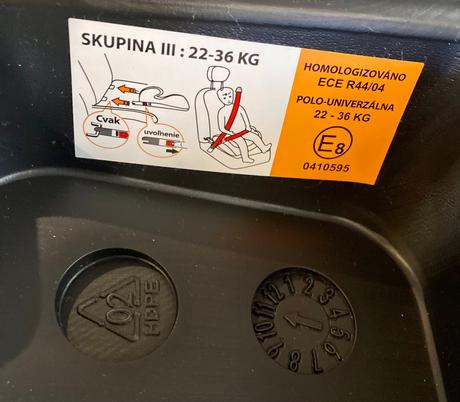 SKUPINA III : 22-36 KG
Cvak
uvoľnenie
HOMOLOGIZOVÁNO
ECE R44/04
POLO-UNIVERZÁLNA
22 - 36 KG
E8
0410595
02
HDPE
1 2 3 4 5 6 7 8 9 10 11 12